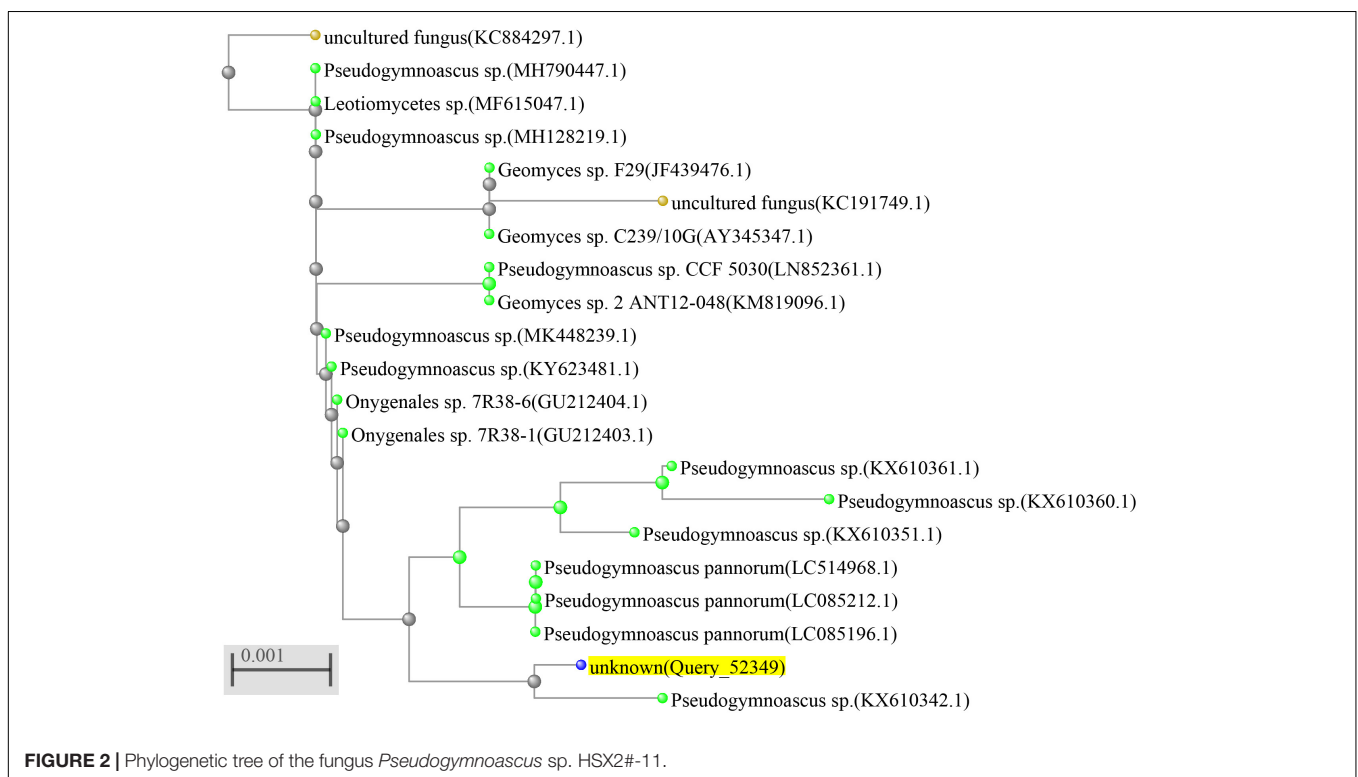 uncultured fungus(KC884297.1)
Pseudogymnoascus sp.(MH790447.1)
Leotiomycetes sp.(MF615047.1)
Pseudogymnoascus sp.(MH128219.1)
Geomyces sp. F29(JF439476.1)
uncultured fungus(KC191749.1)
Geomyces sp. C239/10G(AY345347.1)
Pseudogymnoascus sp. CCF 5030(LN852361.1)
Geomyces sp. 2 ANT12-048(KM819096.1)
Pseudogymnoascus sp.(MK448239.1)
Pseudogymnoascus sp.(KY623481.1)
Onygenales sp. 7R38-6(GU212404.1)
Onygenales sp. 7R38-1(GU212403.1)
Pseudogymnoascus sp.(KX610361.1)
Pseudogymnoascus sp.(KX610360.1)
Pseudogymnoascus sp.(KX610351.1)
Pseudogymnoascus pannorum(LC514968.1)
Pseudogymnoascus pannorum(LC085212.1)
Pseudogymnoascus pannorum(LC085196.1)
0.001
unknown(Query_52349)
Pseudogymnoascus sp.(KX610342.1)
FIGURE 2 | Phylogenetic tree of the fungus Pseudogymnoascus sp. HSX2#-11.